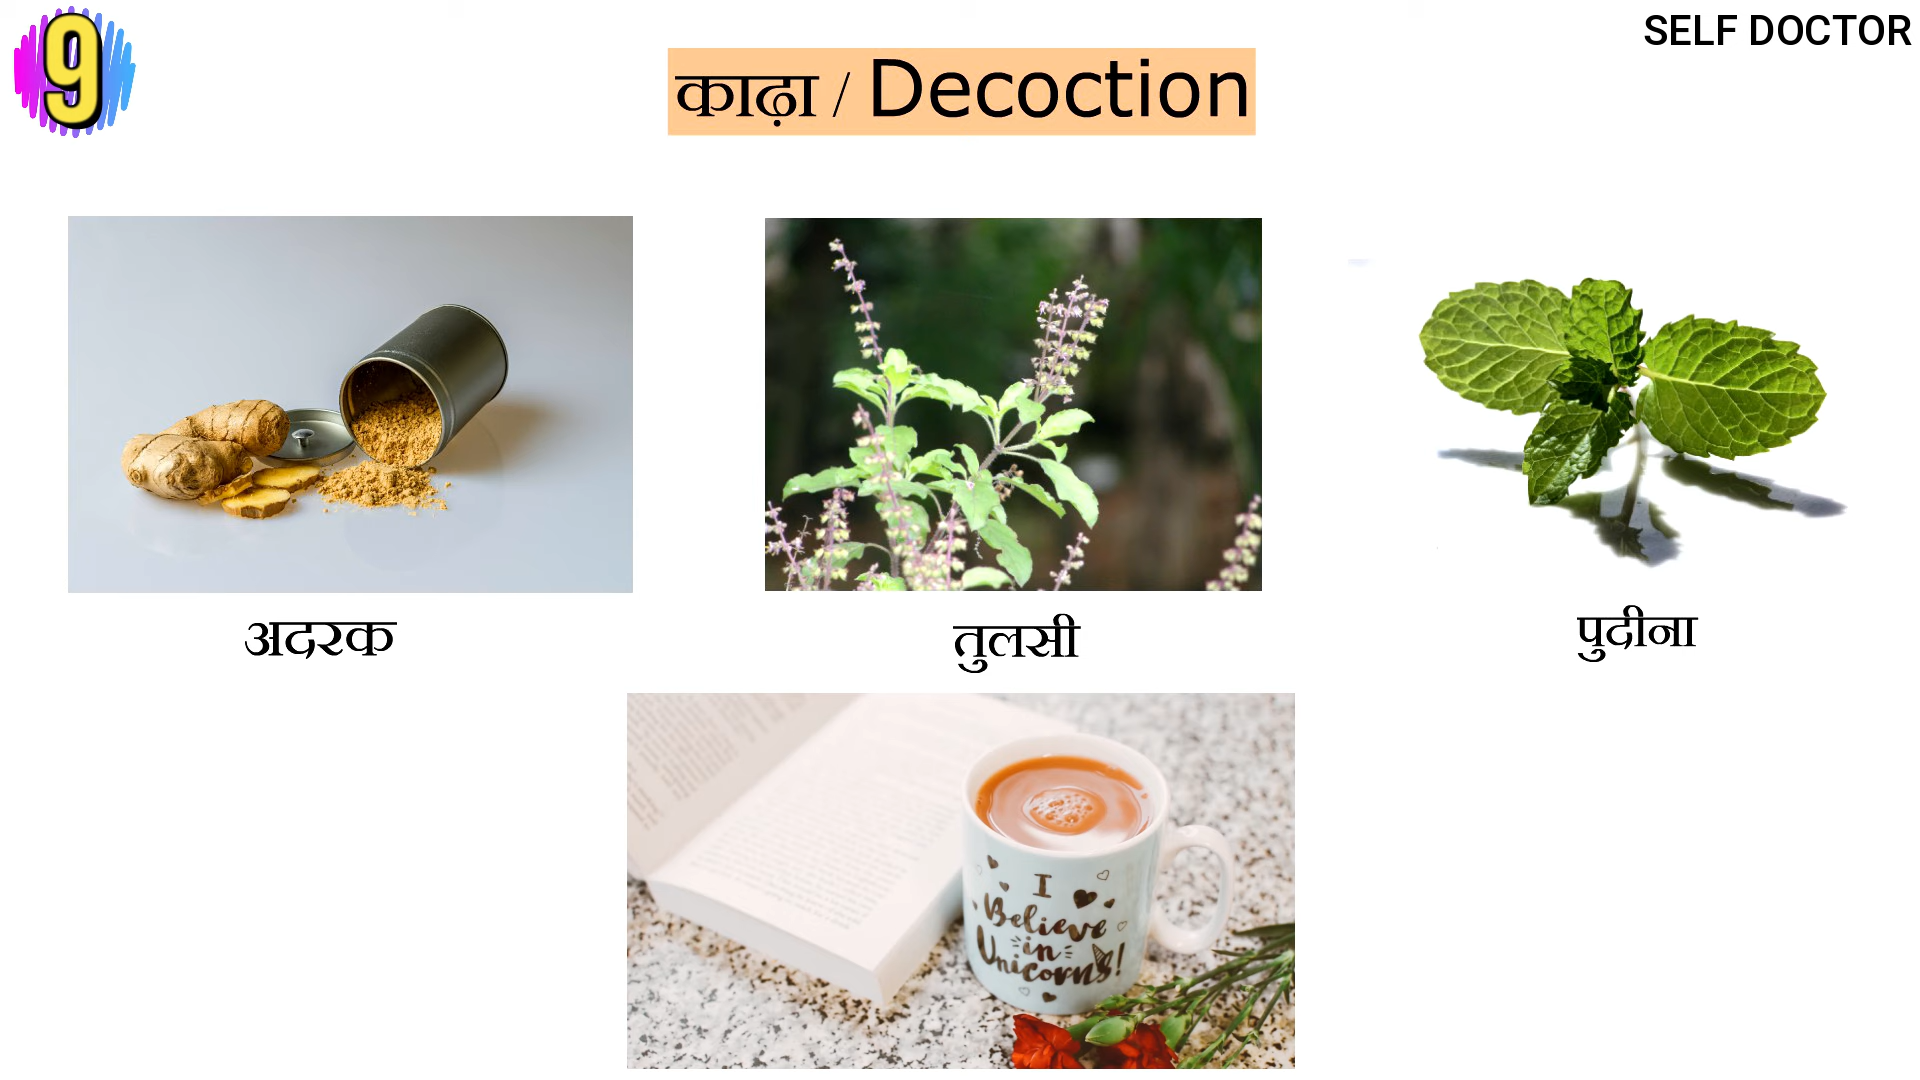 9
SELF DOCTOR
काढ़ा / Decoction
अदरक
तुलसी
पुदीना
I
Believe
in
Unicorns!